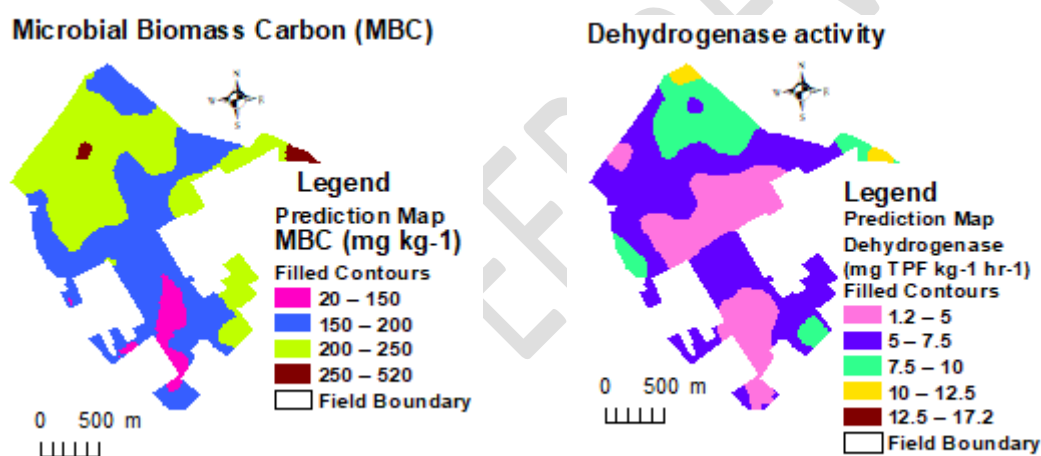 Microbial Biomass Carbon (MBC)
N
W
S
Legend
Prediction Map
MBC (mg kg-1)
Filled Contours
20 – 150
150 – 200
200 – 250
250 – 520
Field Boundary
0 500 m
Dehydrogenase activity
N
W
S
Legend
Prediction Map
Dehydrogenase
(mg TPF kg-1 hr-1)
Filled Contours
1.2 – 5
5 – 7.5
7.5 – 10
10 – 12.5
12.5 – 17.2
Field Boundary
0 500 m